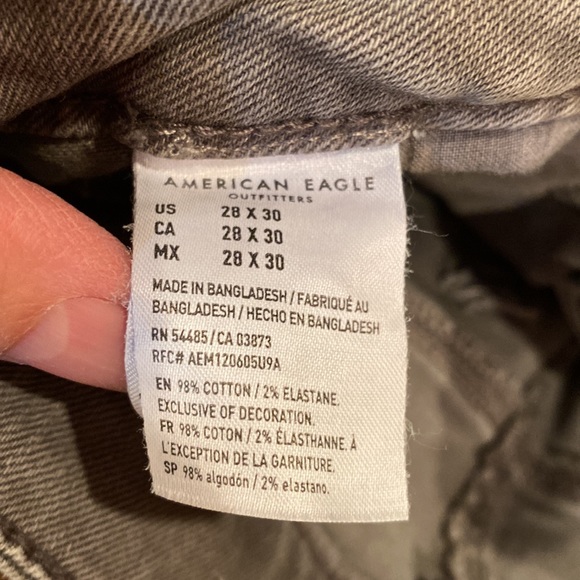 AMERICAN EAGLE
OUTFITTERS
US 28 X 30
CA 28 X 30
MX 28 X 30
MADE IN BANGLADESH / FABRIQUÉ AU
BANGLADESH / HECHO EN BANGLADESH
RN 54485 / CA 03873
RFC# AEM120605U9A
EN 98% COTTON / 2% ELASTANE.
EXCLUSIVE OF DECORATION.
FR 98% COTON / 2% ÉLASTHANNE. À
L'EXCEPTION DE LA GARNITURE.
SP 98% algodón / 2% elastano.